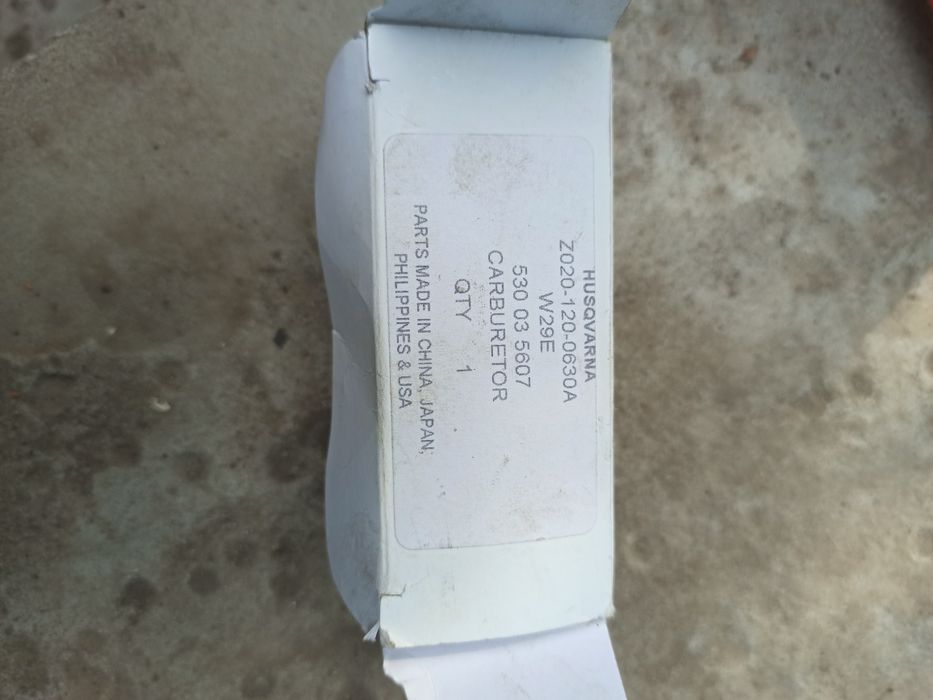 HUSQVARNA
Z020-120-0630A
W29E
530 03 5607
CARBURETOR
QTY 1
PARTS MADE IN CHINA, JAPAN,
PHILIPPINES & USA